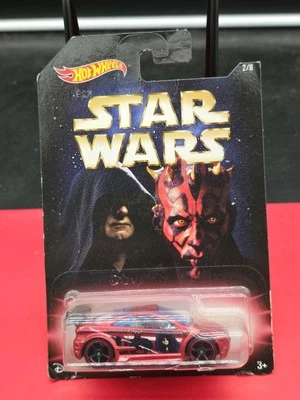 HOT WHEELS
2/8
STAR
WARS
3+